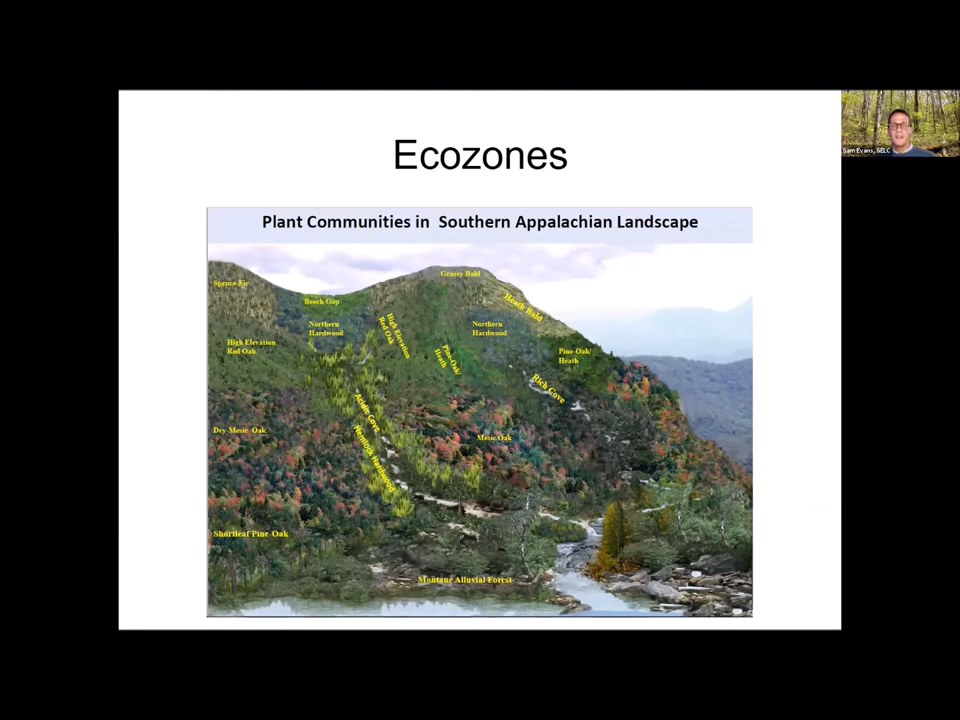 Ecozones
Sam Evans, SELC
Plant Communities in Southern Appalachian Landscape
Grassy Bald
Spruce-Fir
Beech Gap
Heath Bald
Northern
Hardwood
High Elevation
Red Oak
Northern
Hardwood
High Elevation
Red Oak
Pine-Oak/
Heath
Pine-Oak/
Heath
Rich Cove
Acidic Cove
Hemlock Hardwood
Dry-Mesic Oak
Mesic Oak
Shortleaf Pine-Oak
Montane Alluvial Forest